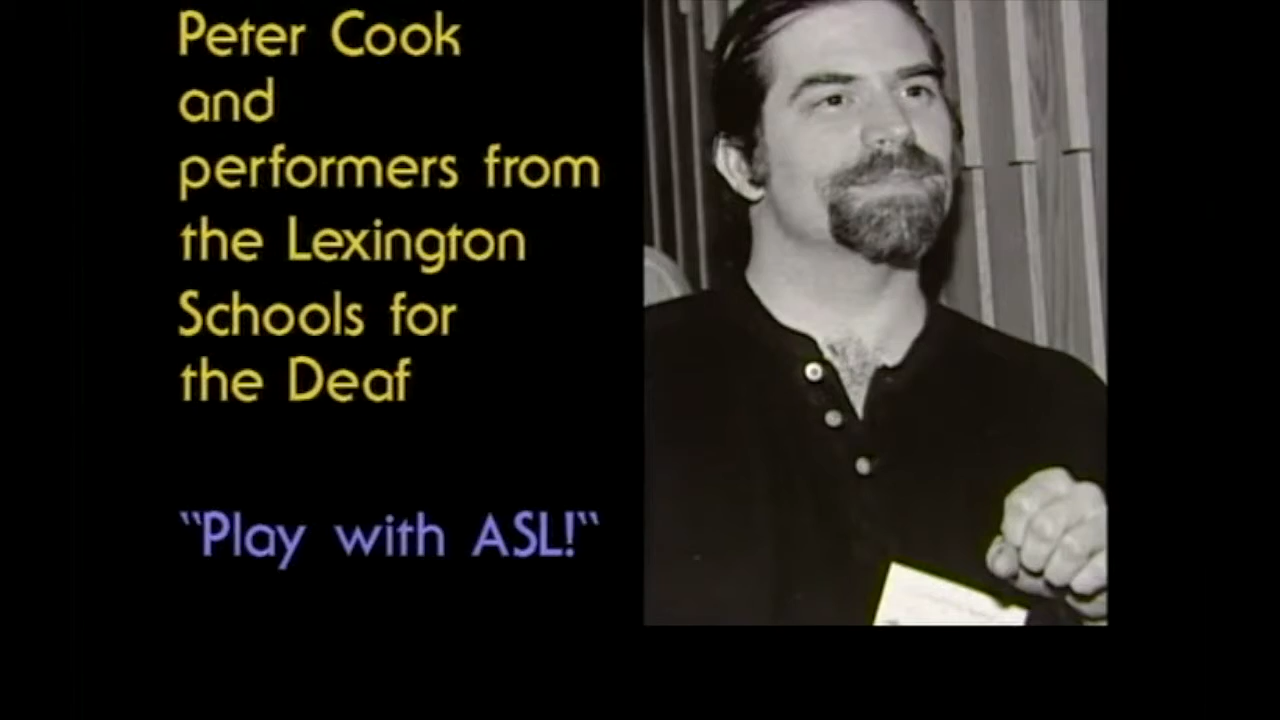 Peter Cook
and
performers from
the Lexington
Schools for
the Deaf
"Play with ASL!"